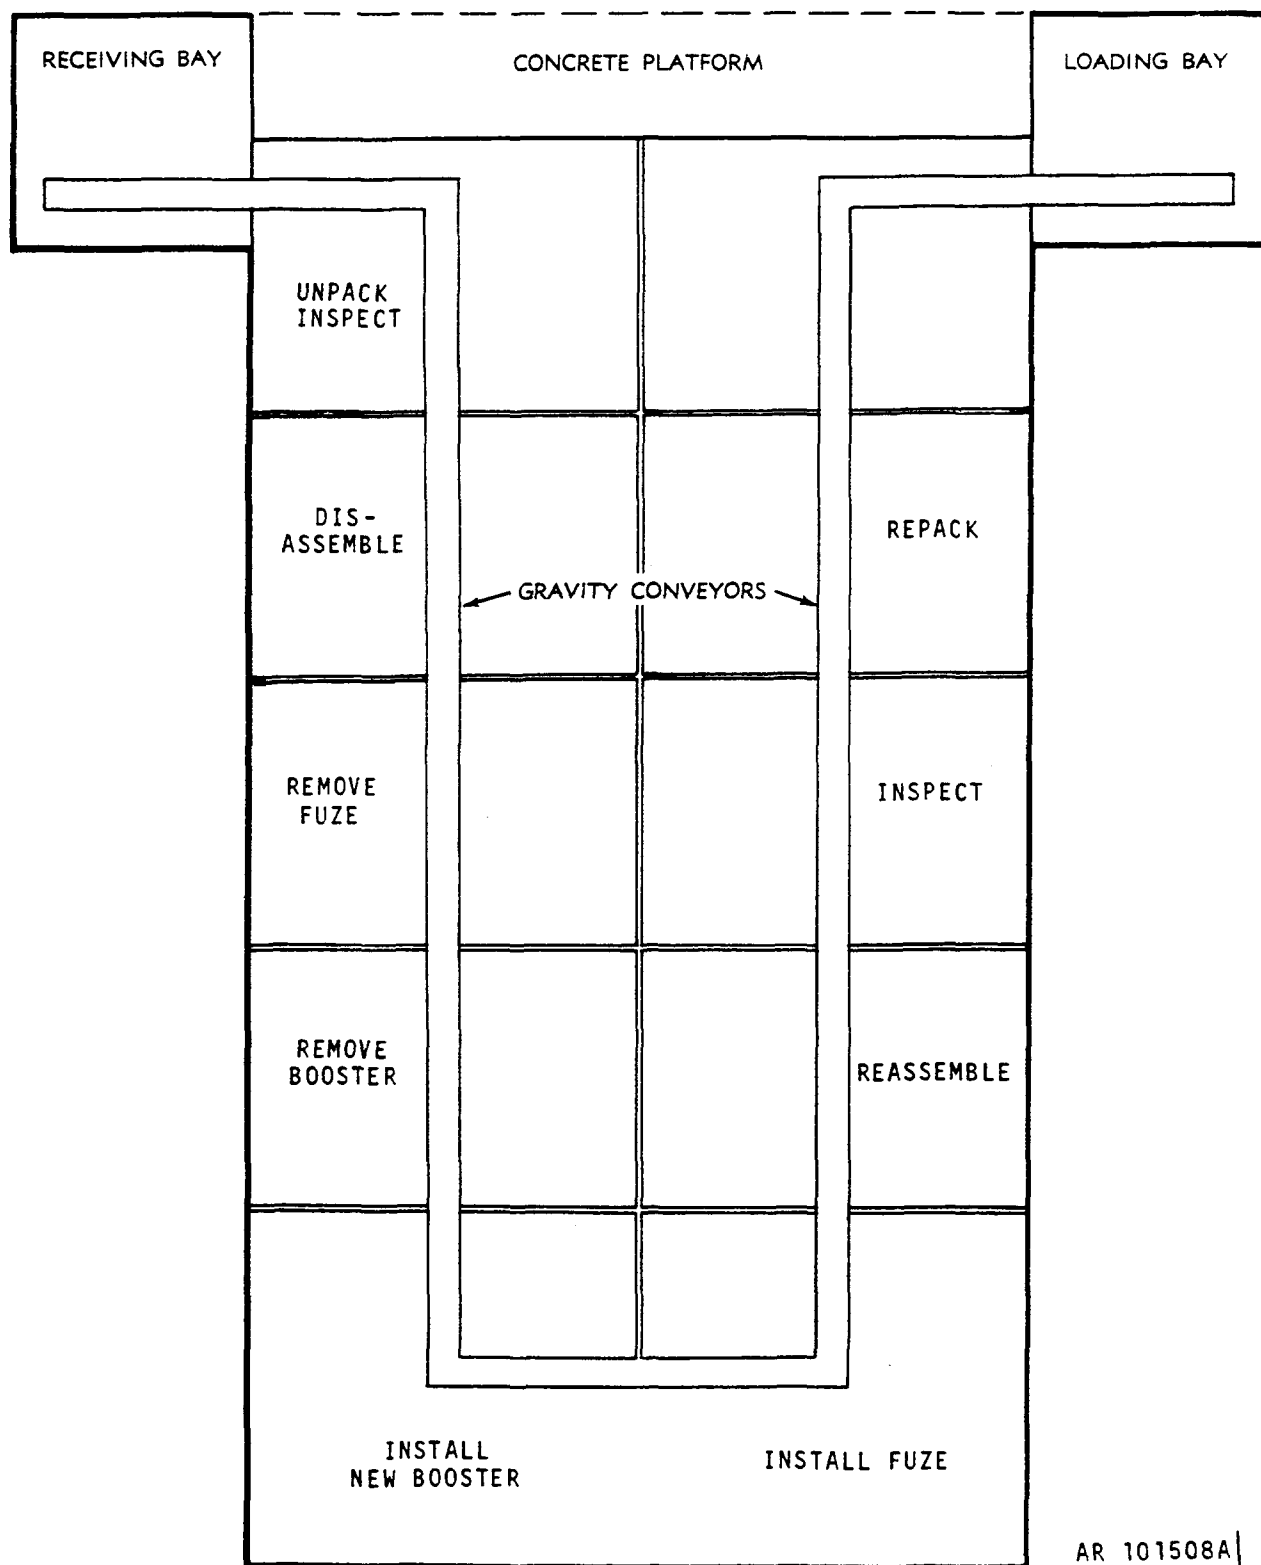 RECEIVING BAY
CONCRETE PLATFORM
LOADING BAY
UNPACK
INSPECT
DIS-
ASSEMBLE
REPACK
GRAVITY CONVEYORS
REMOVE
FUZE
INSPECT
REMOVE
BOOSTER
REASSEMBLE
INSTALL
NEW BOOSTER
INSTALL FUZE
AR 101508A